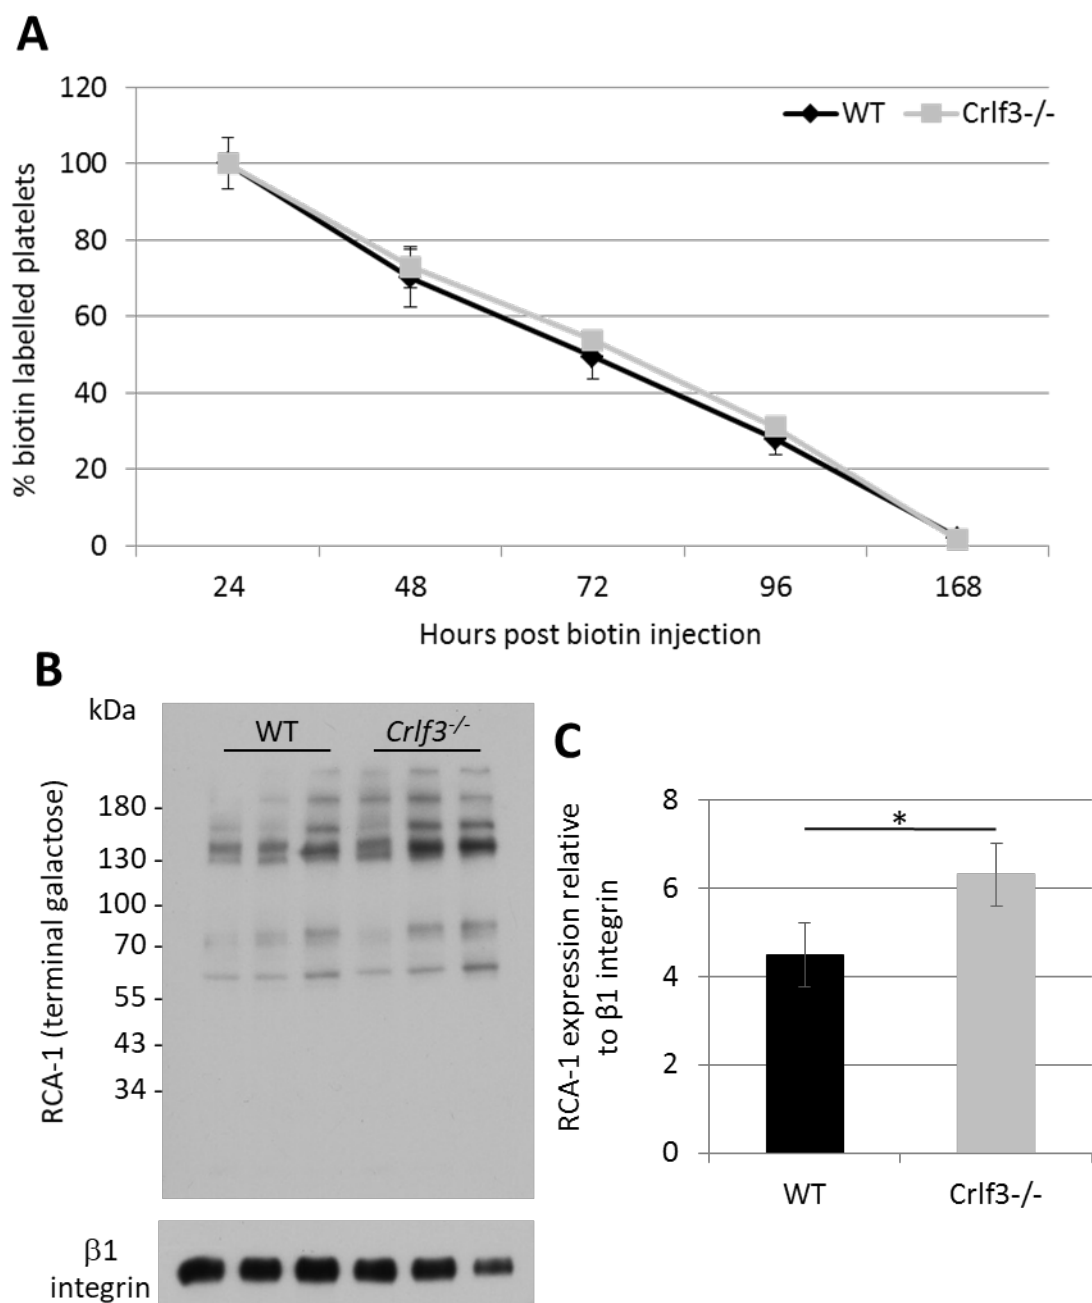 A
120
100
80
60
40
20
0
% biotin labelled platelets
WT Crlf3-/-
24 48 72 96 168
Hours post biotin injection
B
kDa
WT Crlf3-/-
180 -
130 -
100 -
70 -
55 -
43 -
34 -
RCA-1 (terminal galactose)
β1
integrin
C
8
6
4
2
0
RCA-1 expression relative
to β1 integrin
*
WT Crlf3-/-